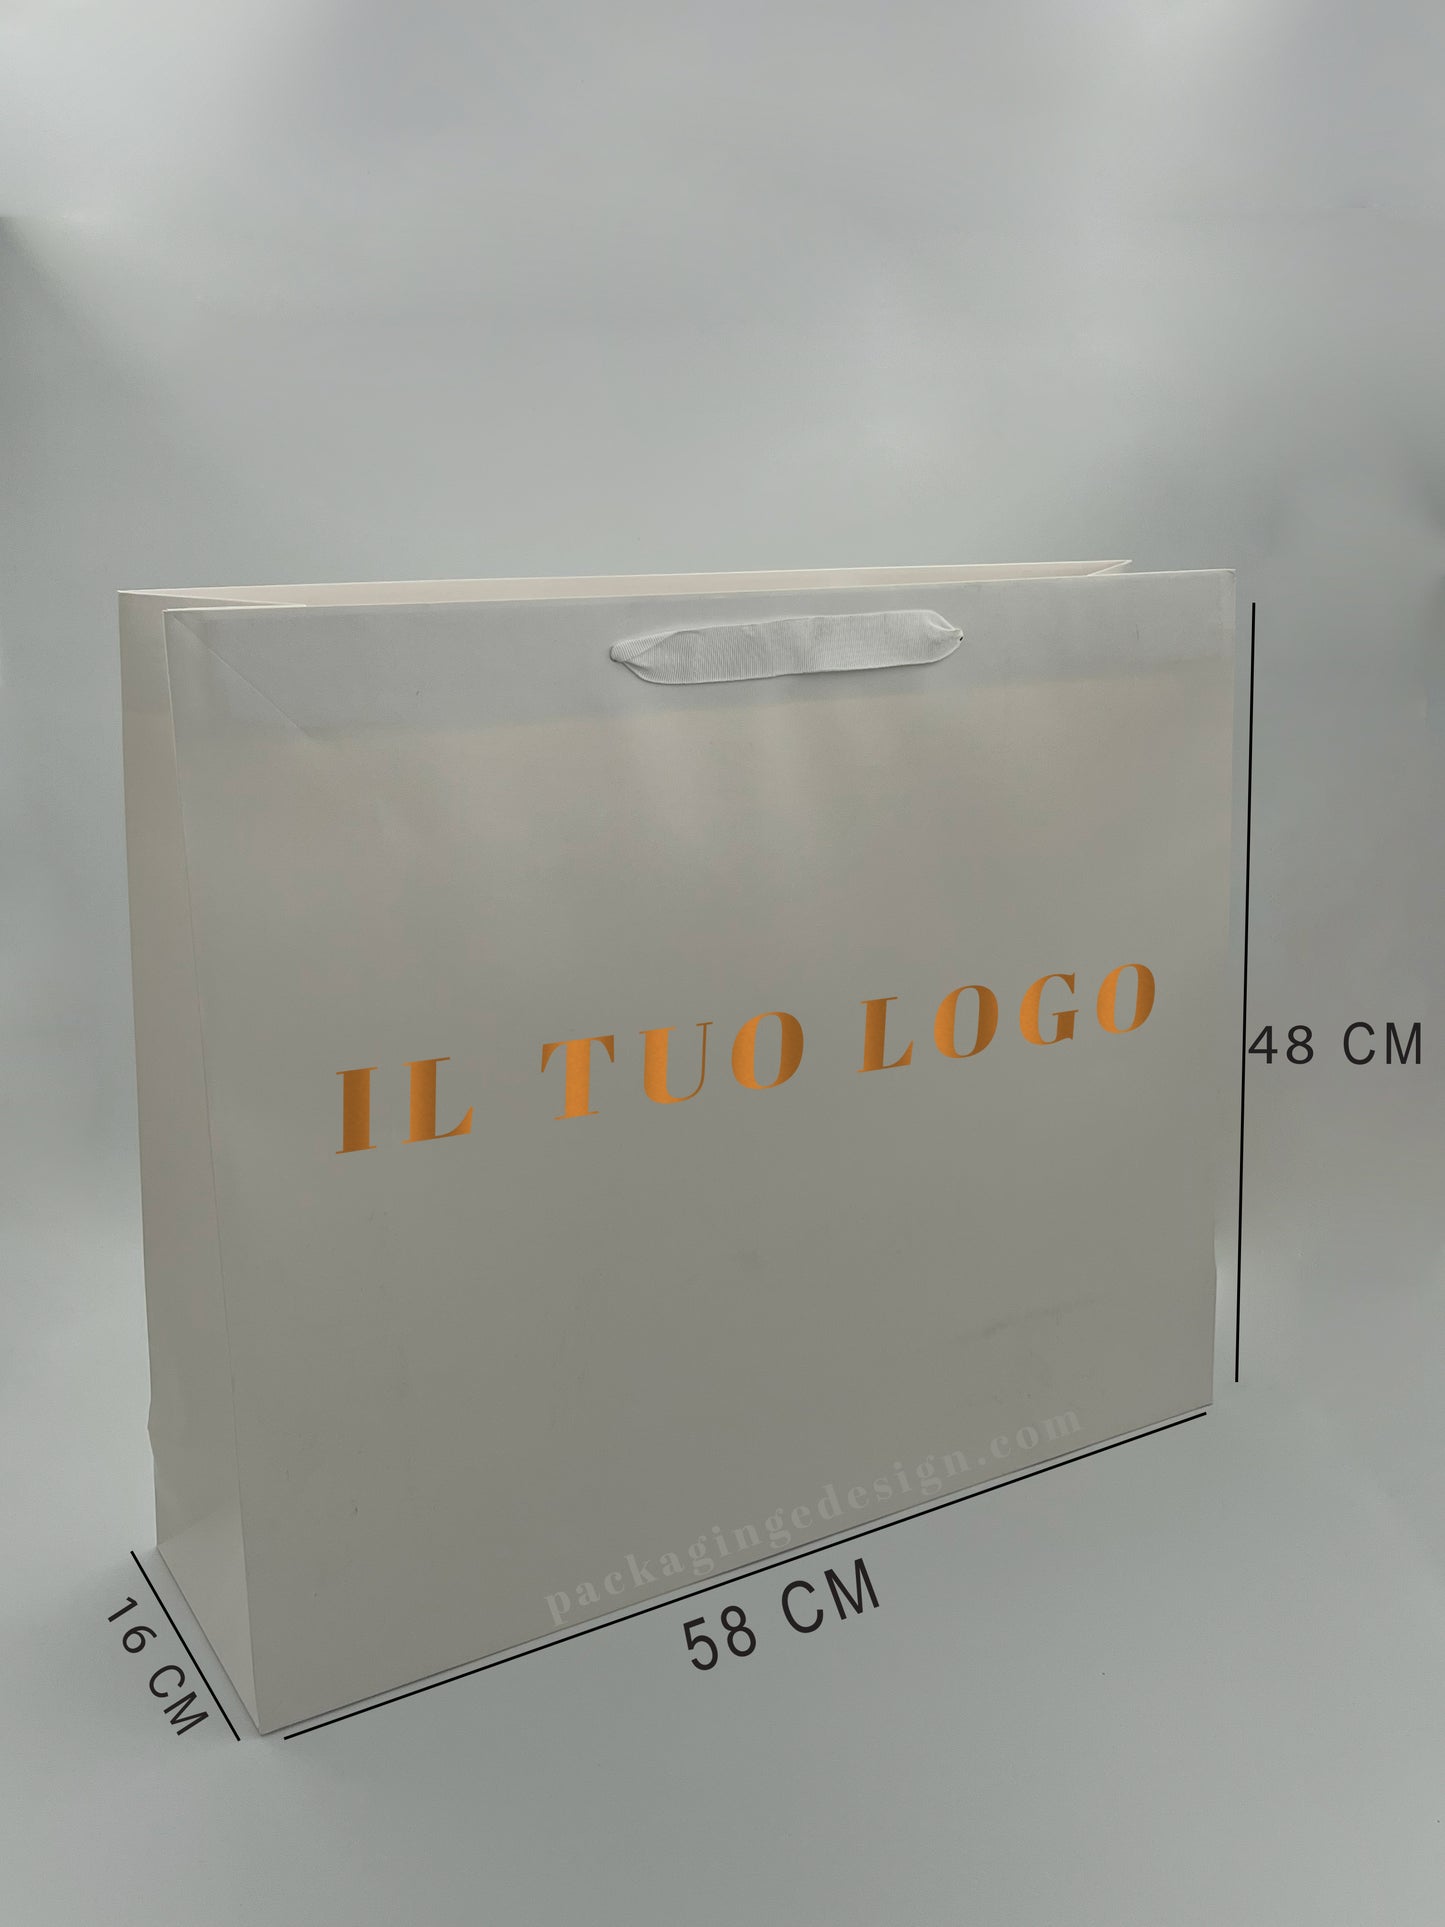 IL TUO LOGO
48 CM
packagingedesign.com
58 CM
16 CM